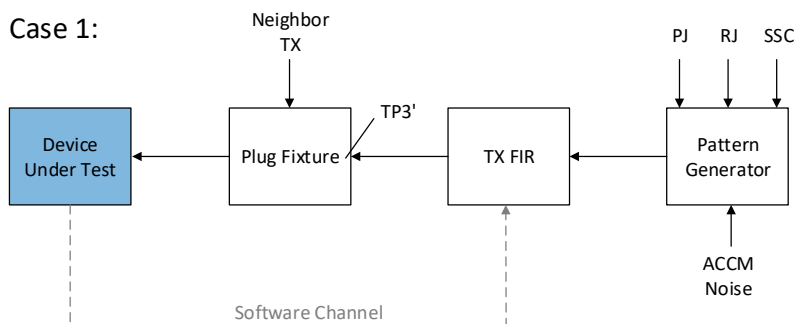 Case 1:
Neighbor
TX
PJ
RJ
SSC
TP3'
Device
Under Test
Plug Fixture
TX FIR
Pattern
Generator
ACCM
Noise
Software Channel